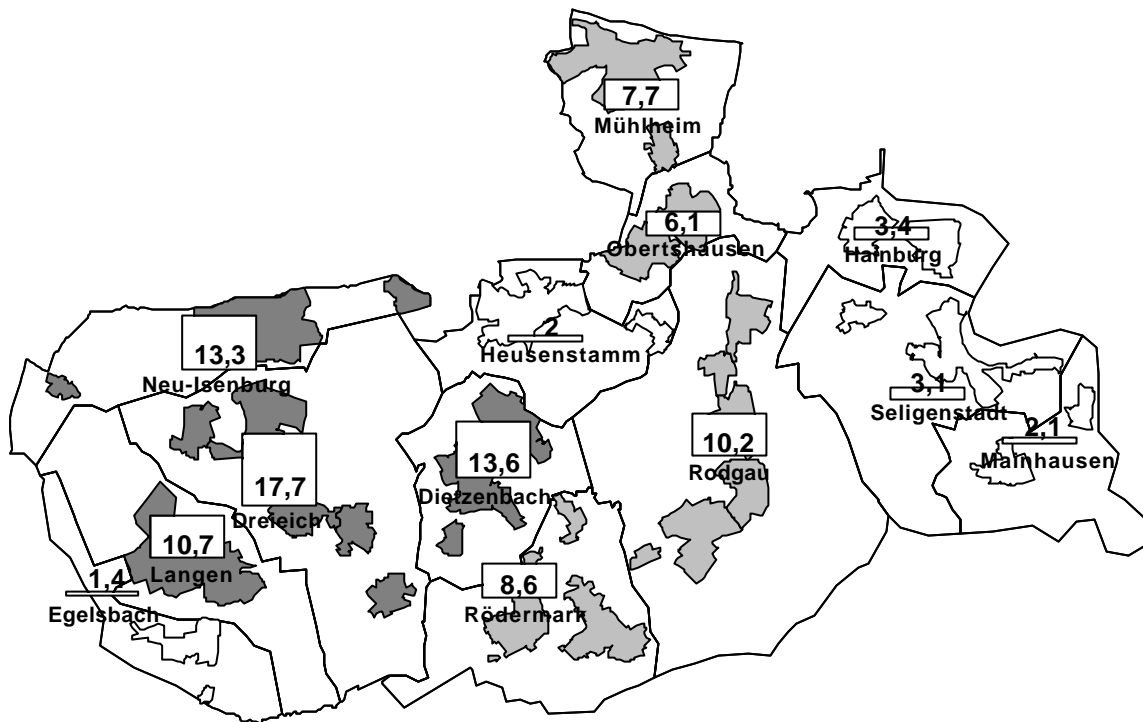 7,7
Mühlheim
6,1
Obertshausen
3,4
Hainburg
2
Heusenstamm
13,3
Neu-Isenburg
3,1
Seligenstadt
2,1
Mainhausen
10,2
Rodgau
13,6
Dietzenbach
17,7
Dreieich
10,7
Langen
1,4
Egelsbach
8,6
Rödermark